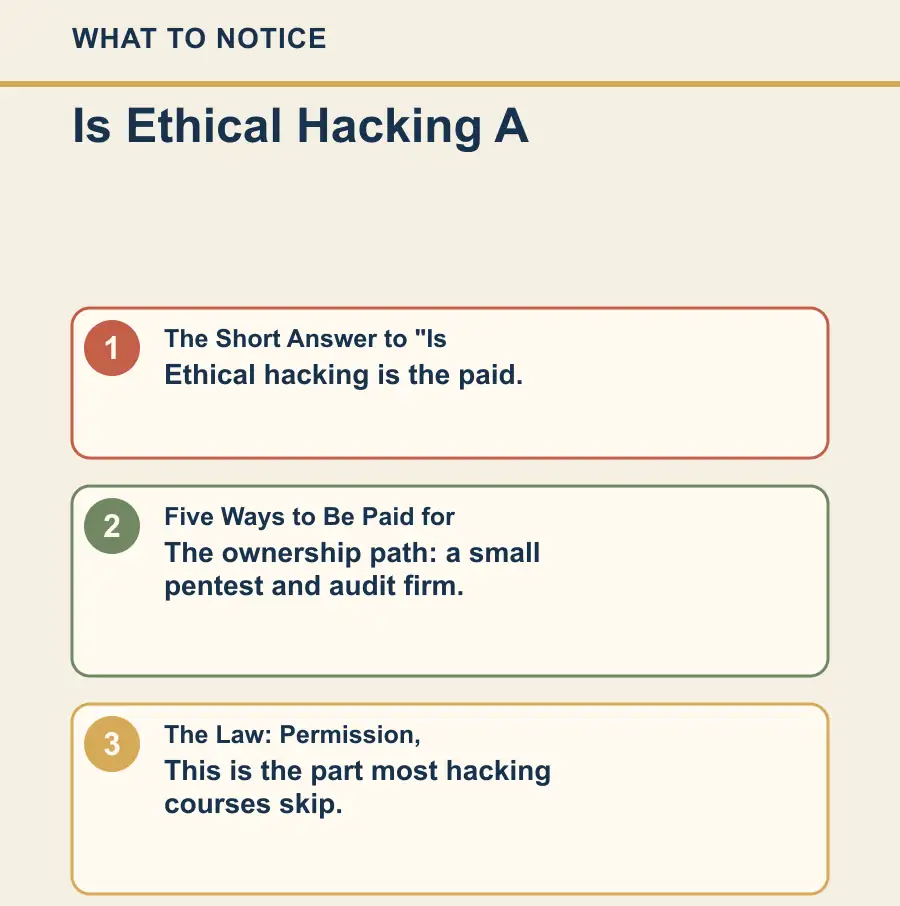 WHAT TO NOTICE
Is Ethical Hacking A
1
The Short Answer to "Is
Ethical hacking is the paid.
2
Five Ways to Be Paid for
The ownership path: a small
pentest and audit firm.
3
The Law: Permission,
This is the part most hacking
courses skip.